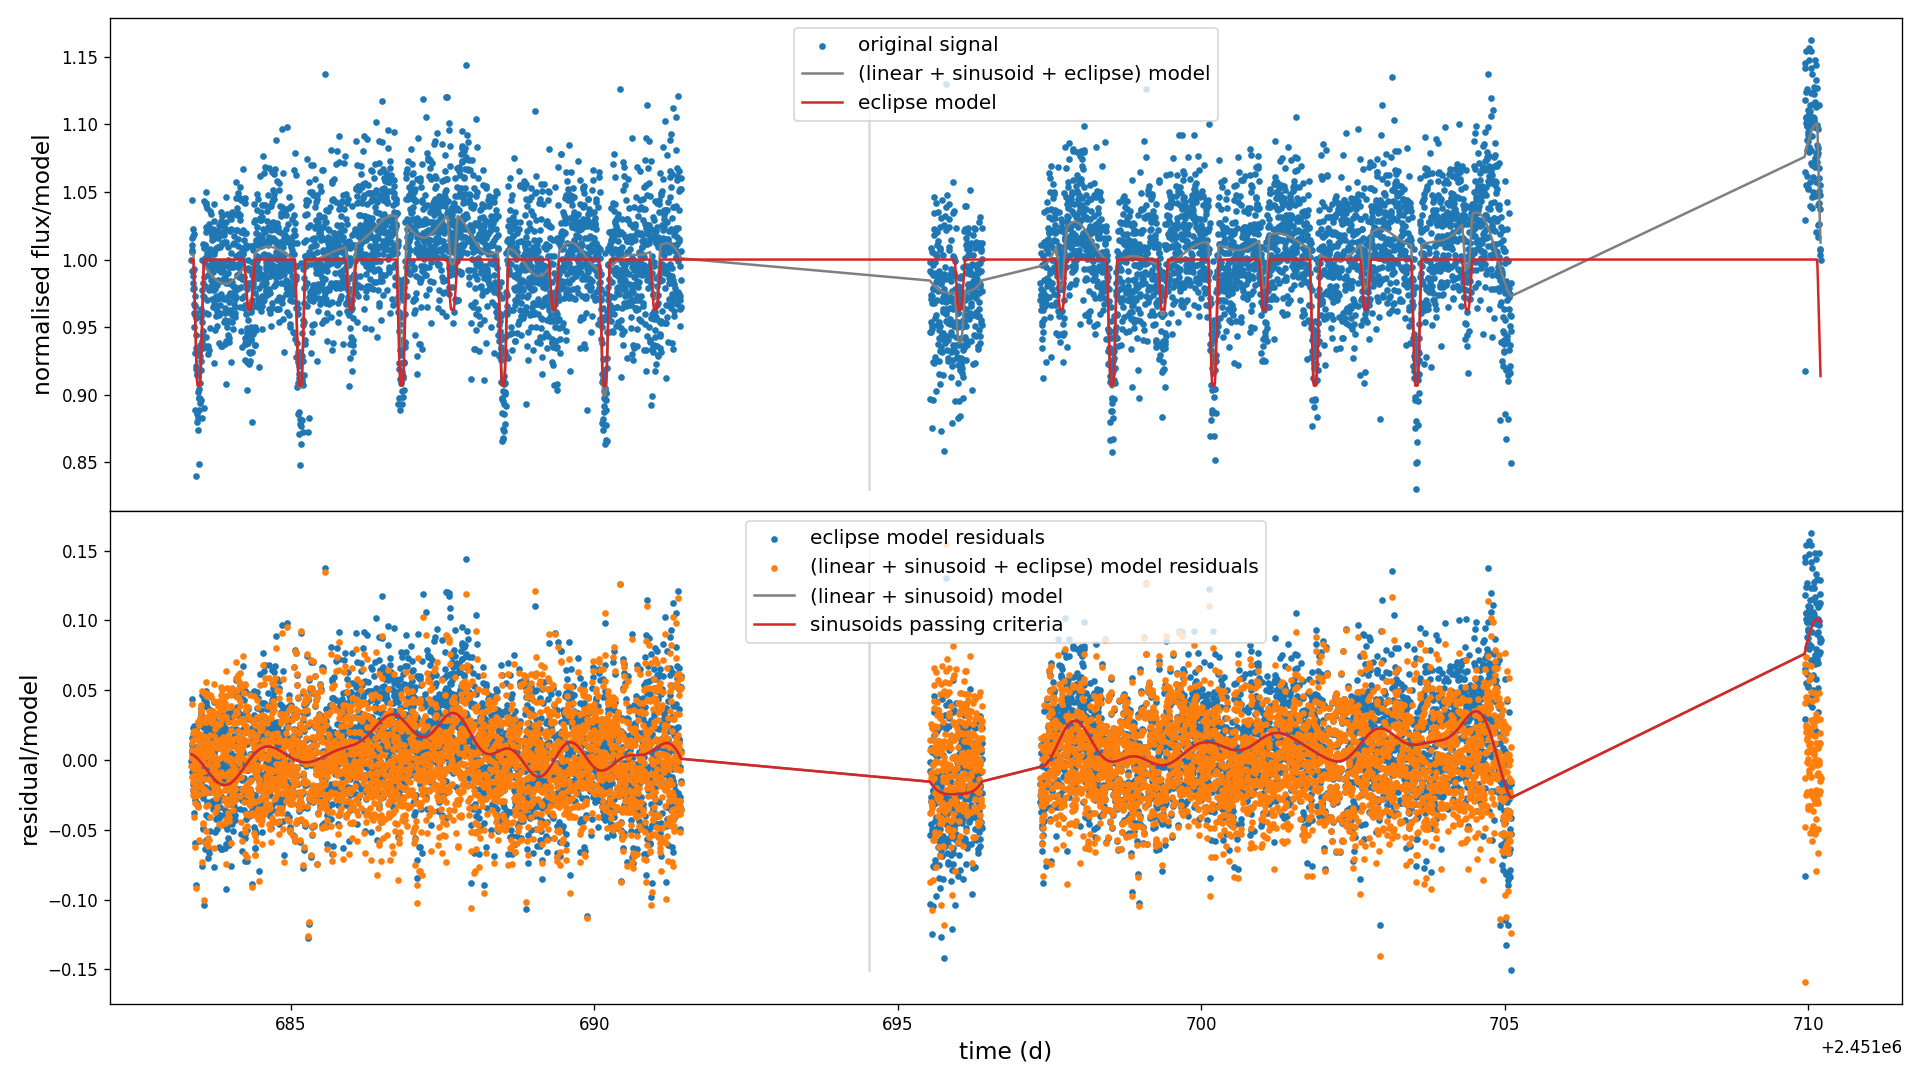 original signal
(linear + sinusoid + eclipse) model
eclipse model
normalised flux/model
1.15
1.10
1.05
1.00
0.95
0.90
0.85
eclipse model residuals
(linear + sinusoid + eclipse) model residuals
(linear + sinusoid) model
sinusoids passing criteria
residual/model
0.15
0.10
0.05
0.00
−0.05
−0.10
−0.15
685
690
695
700
705
710
time (d)
+2.451e6